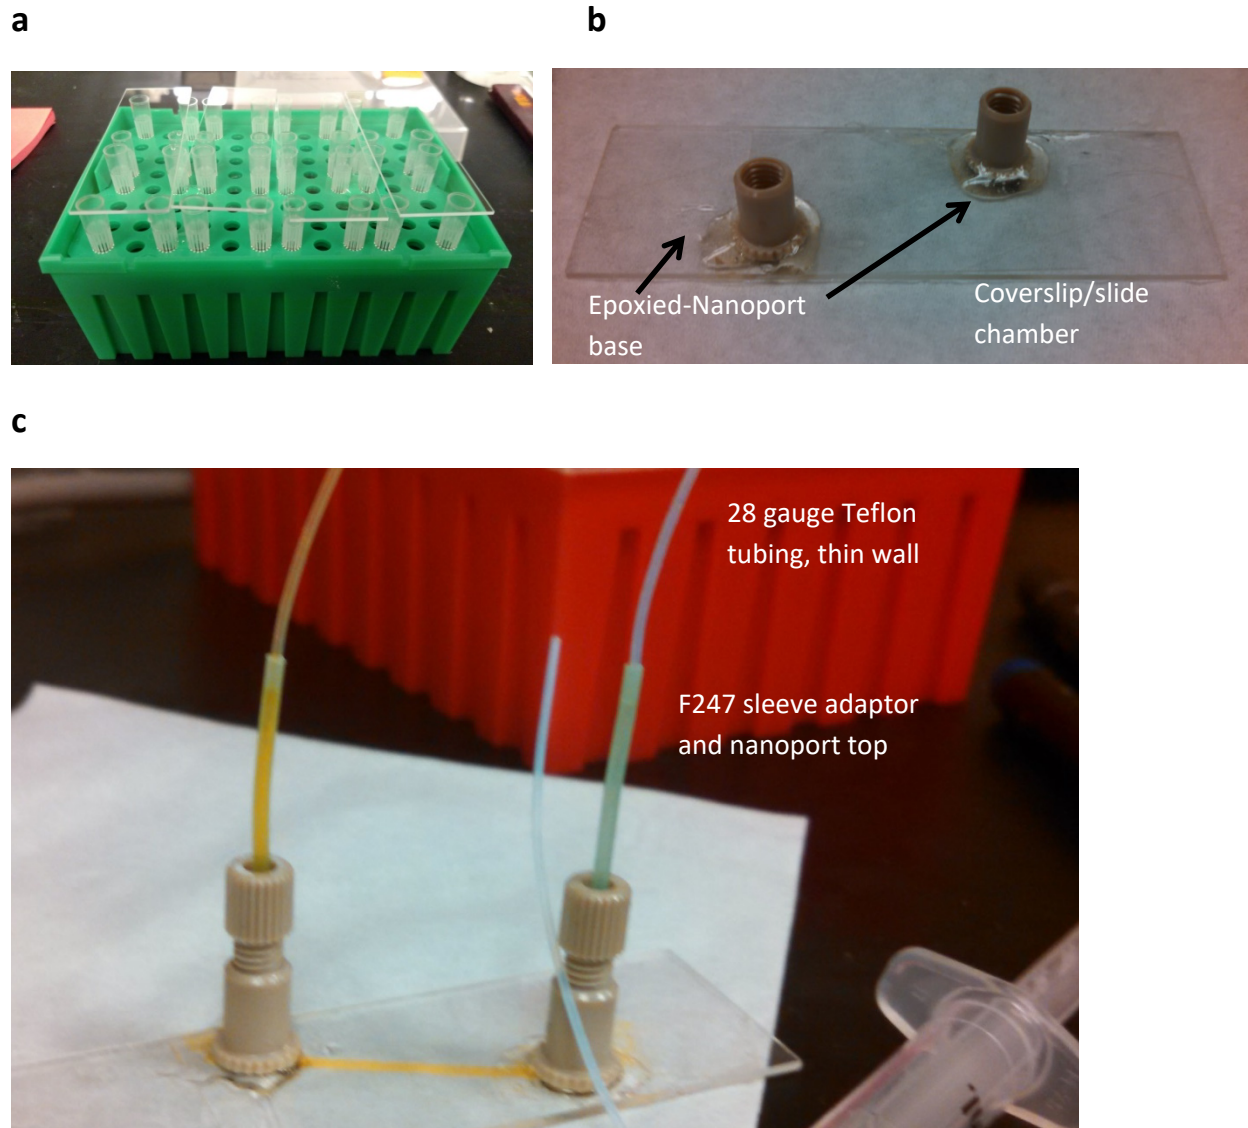 a
b
Epoxied-Nanoport
base
Coverslip/slide
chamber
c
28 gauge Teflon
tubing, thin wall
F247 sleeve adaptor
and nanoport top